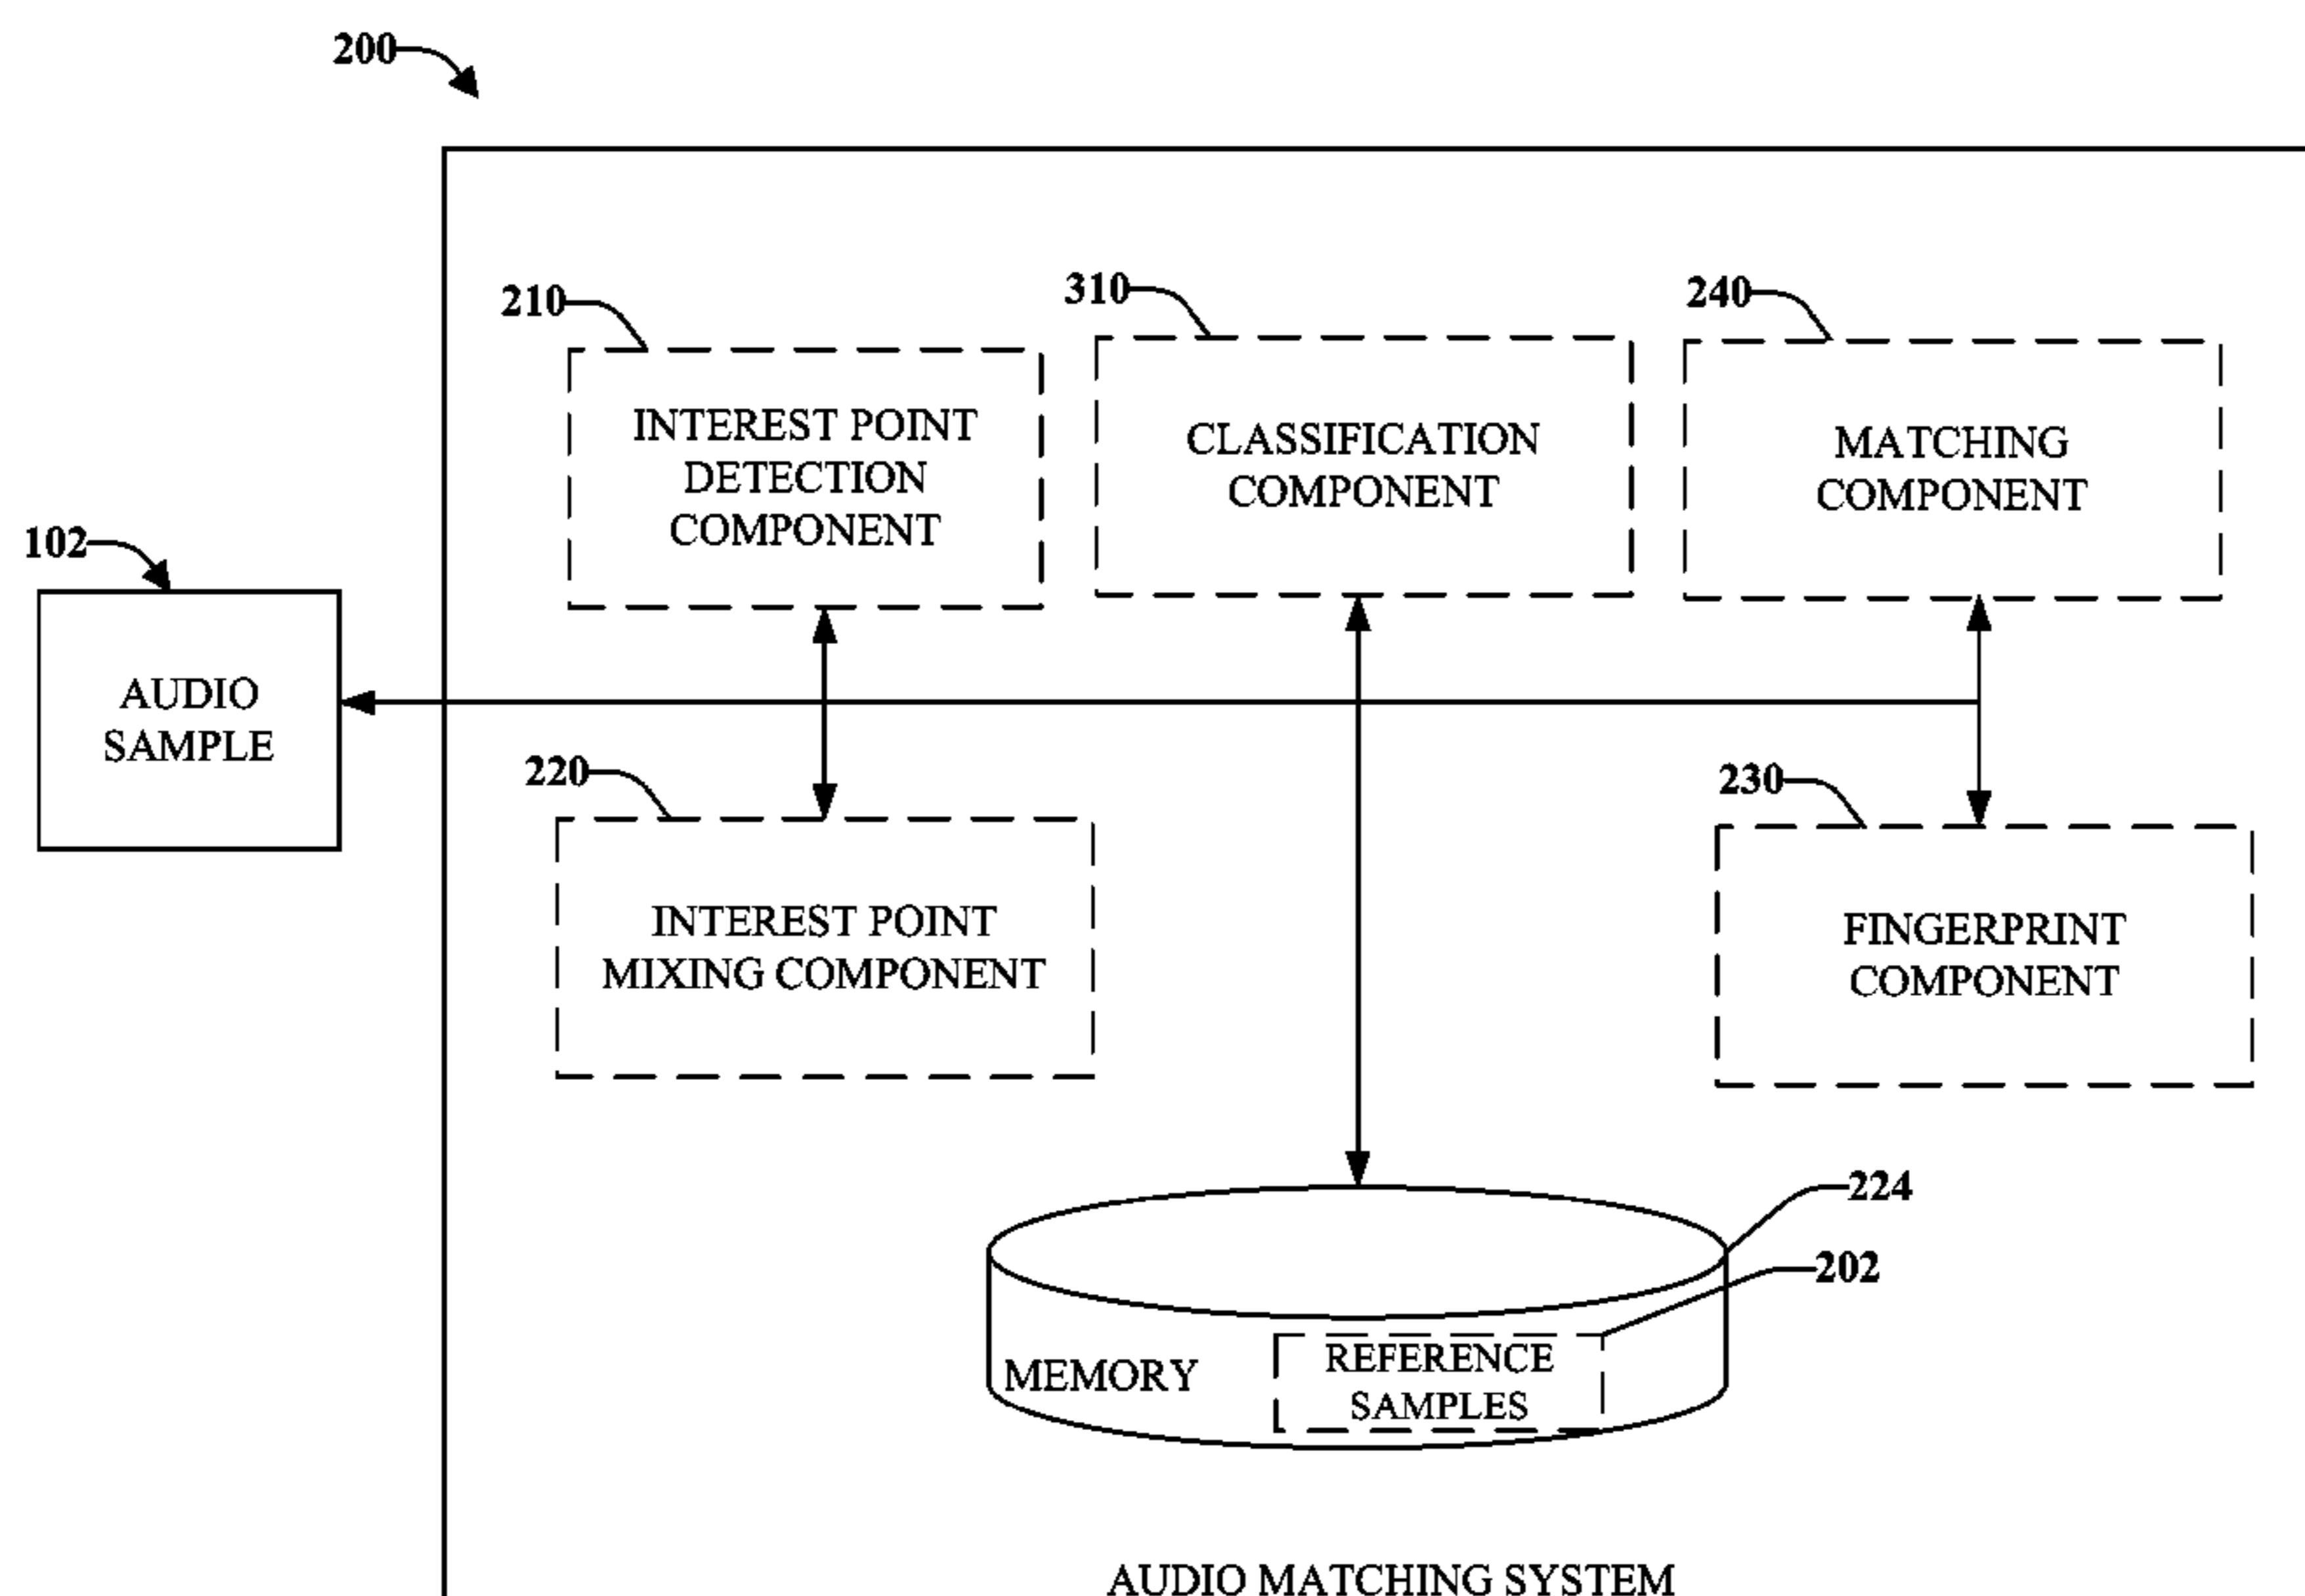 200
210
310
240
INTEREST POINT
DETECTION
COMPONENT
CLASSIFICATION
COMPONENT
MATCHING
COMPONENT
102
AUDIO
SAMPLE
220
230
INTEREST POINT
MIXING COMPONENT
FINGERPRINT
COMPONENT
224
202
MEMORY
REFERENCE
SAMPLES
AUDIO MATCHING SYSTEM